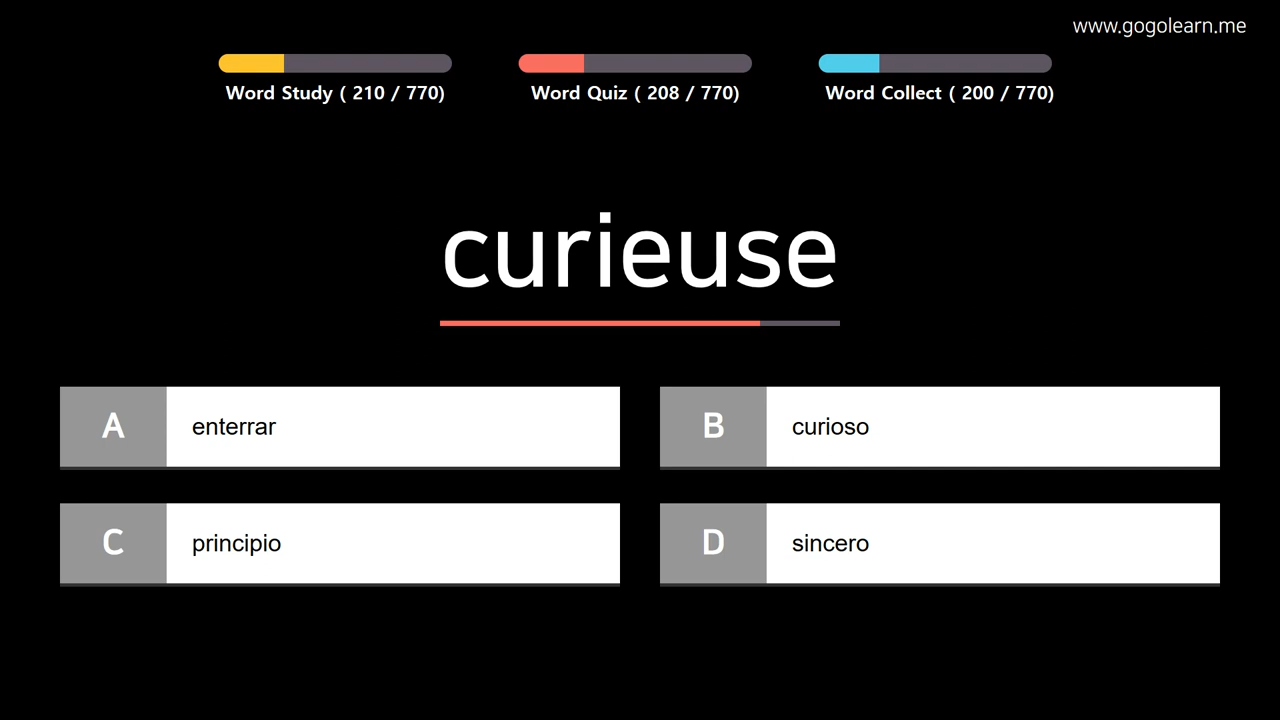 www.gogolearn.me
Word Study ( 210 / 770)
Word Quiz ( 208 / 770)
Word Collect ( 200 / 770)
curieuse
A
enterrar
B
curioso
C
principio
D
sincero